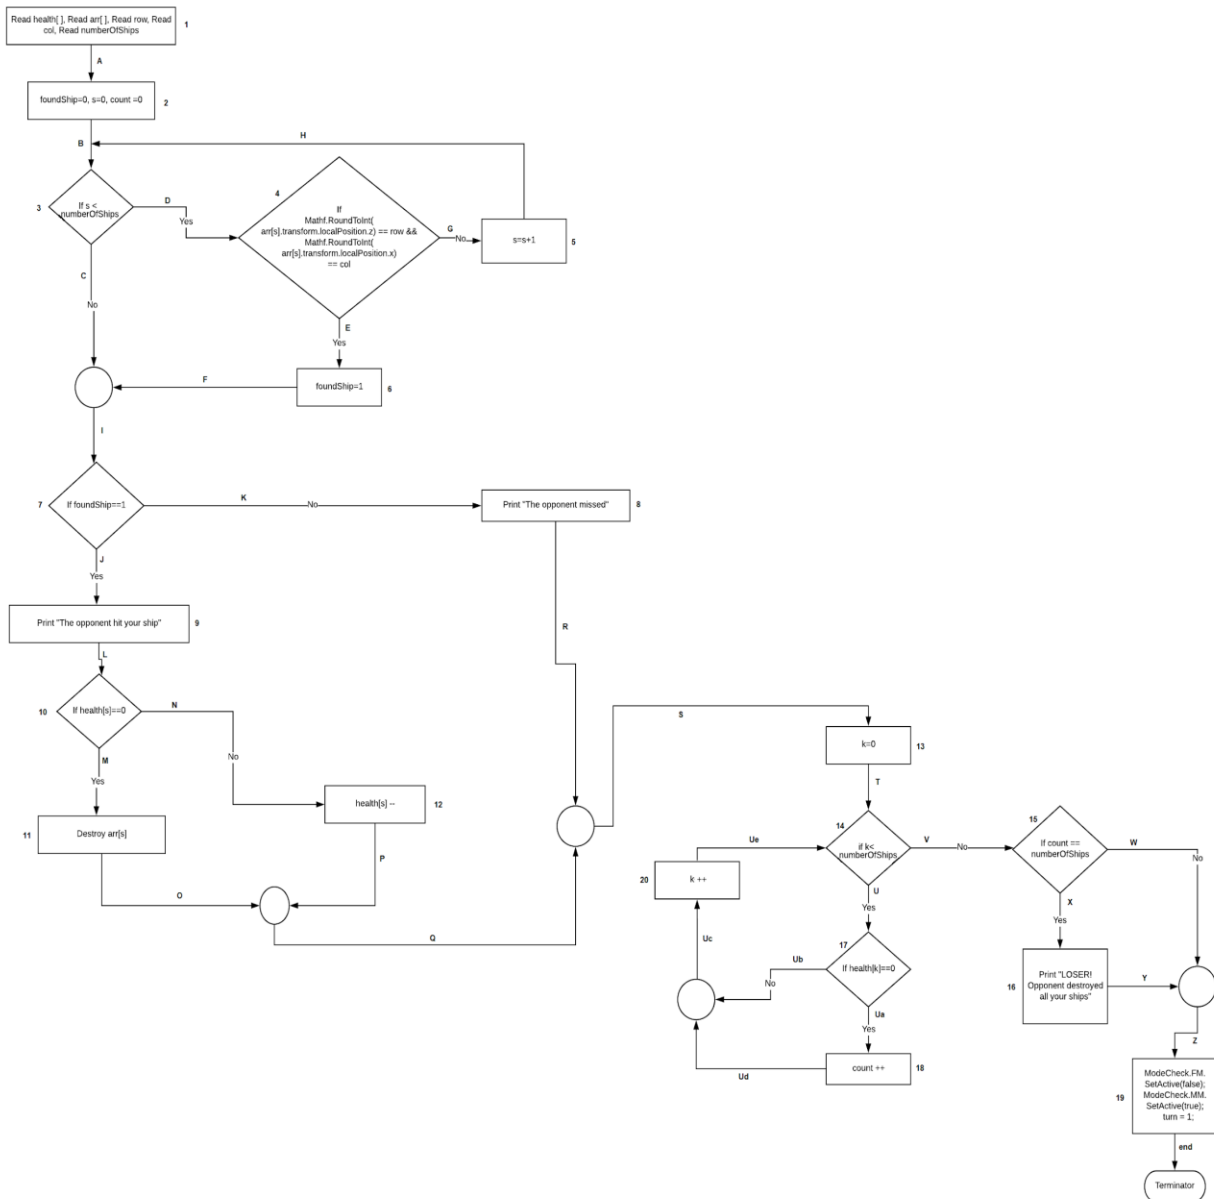 Read health[ ], Read arr[ ], Read row, Read
col, Read numberOfShips
1
A
foundShip=0, s=0, count =0
2
B
H
3
If s <
numberOfShips
D
Yes
4
If
Mathf.RoundToInt(
arr[s].transform.localPosition.z) == row &&
Mathf.RoundToInt(
arr[s].transform.localPosition.x)
== col
G
No
s=s+1
5
C
No
E
Yes
F
foundShip=1
6
I
7
If foundShip==1
K
No
Print "The opponent missed"
8
J
Yes
Print "The opponent hit your ship"
9
R
L
10
If health[s]==0
N
No
M
Yes
11
Destroy arr[s]
health[s] --
12
P
O
Q
S
k=0
13
T
14
if k<
numberOfShips
V
No
15
If count ==
numberOfShips
W
No
Ue
20
k ++
U
Yes
X
Yes
Uc
17
If health[k]==0
Ub
No
Ua
Yes
16
Print "LOSER!
Opponent destroyed
all your ships"
Y
count ++
18
Ud
Z
19
ModeCheck.FM.
SetActive(false);
ModeCheck.MM.
SetActive(true);
turn = 1;
end
Terminator